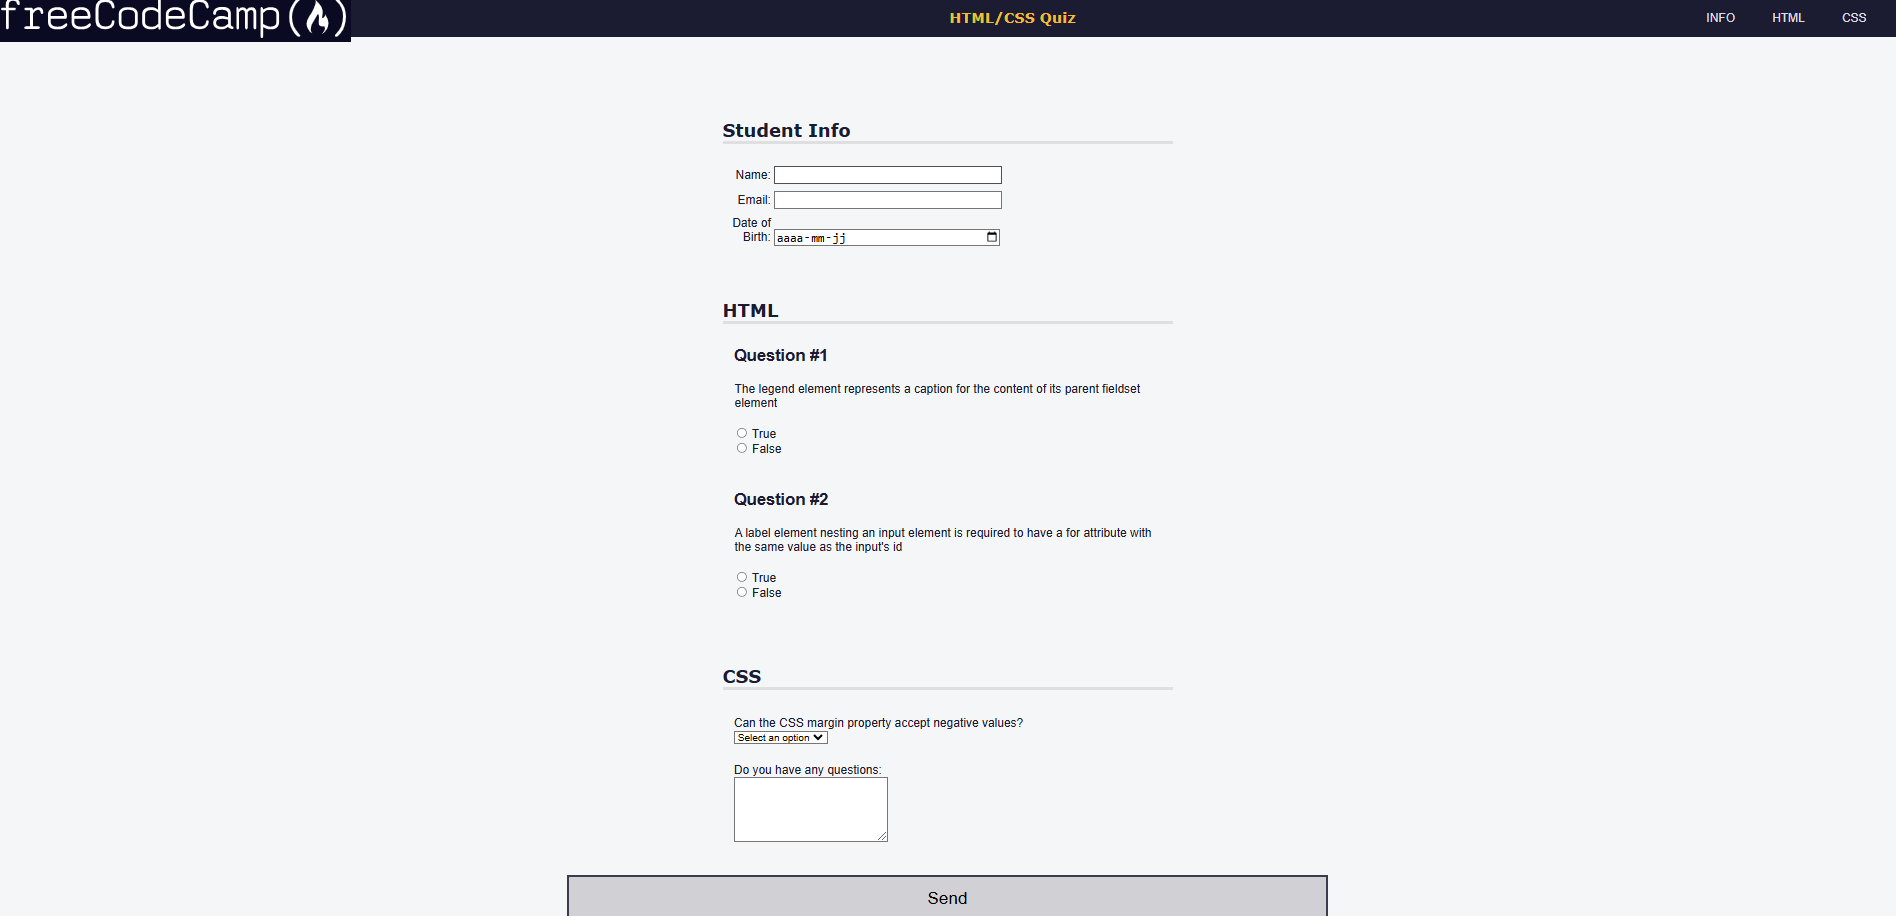 freeCodeCamp
HTML/CSS Quiz
INFO
HTML
CSS
Student Info
Name:
Email:
Date of
Birth:
aaaa-mm-jj
HTML
Question #1
The legend element represents a caption for the content of its parent fieldset
element
True
False
Question #2
A label element nesting an input element is required to have a for attribute with
the same value as the input's id
True
False
CSS
Can the CSS margin property accept negative values?
Select an option
Do you have any questions:
Send